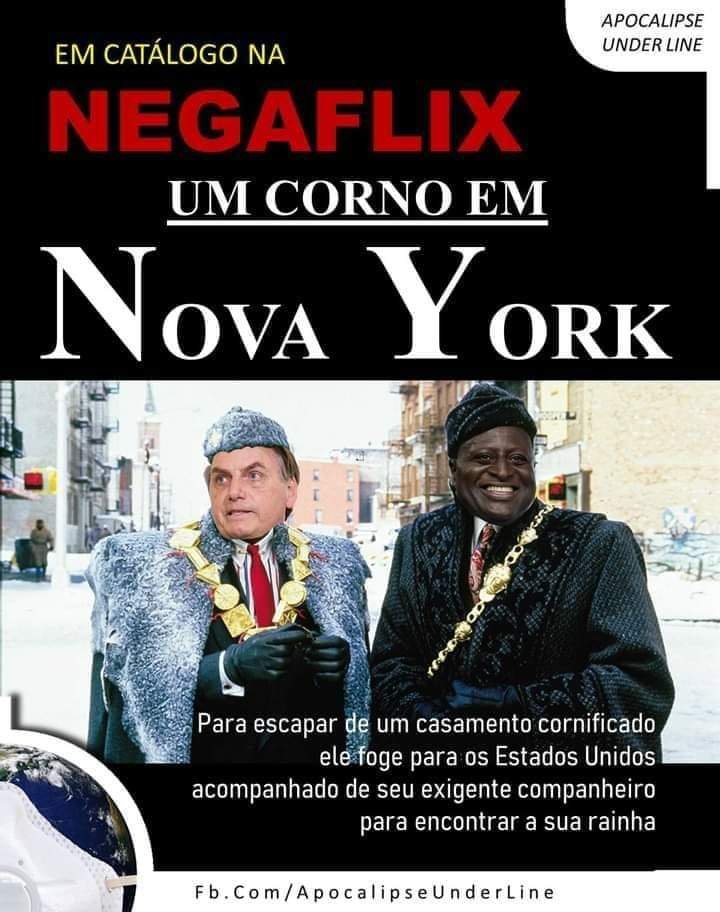 APOCALIPSE
UNDER LINE
EM CATÁLOGO NA
NEGAFLIX
UM CORNO EM
NOVA YORK
Para escapar de um casamento cornificado
ele foge para os Estados Unidos
acompanhado de seu exigente companheiro
para encontrar a sua rainha
Fb.Com/ApocalipseUnderLine